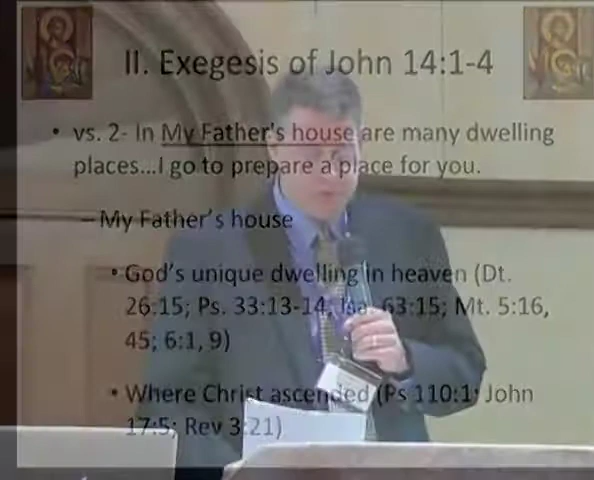 II. Exegesis of John 14:1-4
• vs. 2- In My Father's house are many dwelling
places...I go to prepare a place for you.
– My Father's house
• God's unique dwelling in heaven (Dt.
26:15; Ps. 33:13-14, Isa 63:15; Mt. 5:16,
45; 6:1, 9)
• Where Christ ascended (Ps 110:1; John
17:5; Rev 3:21)